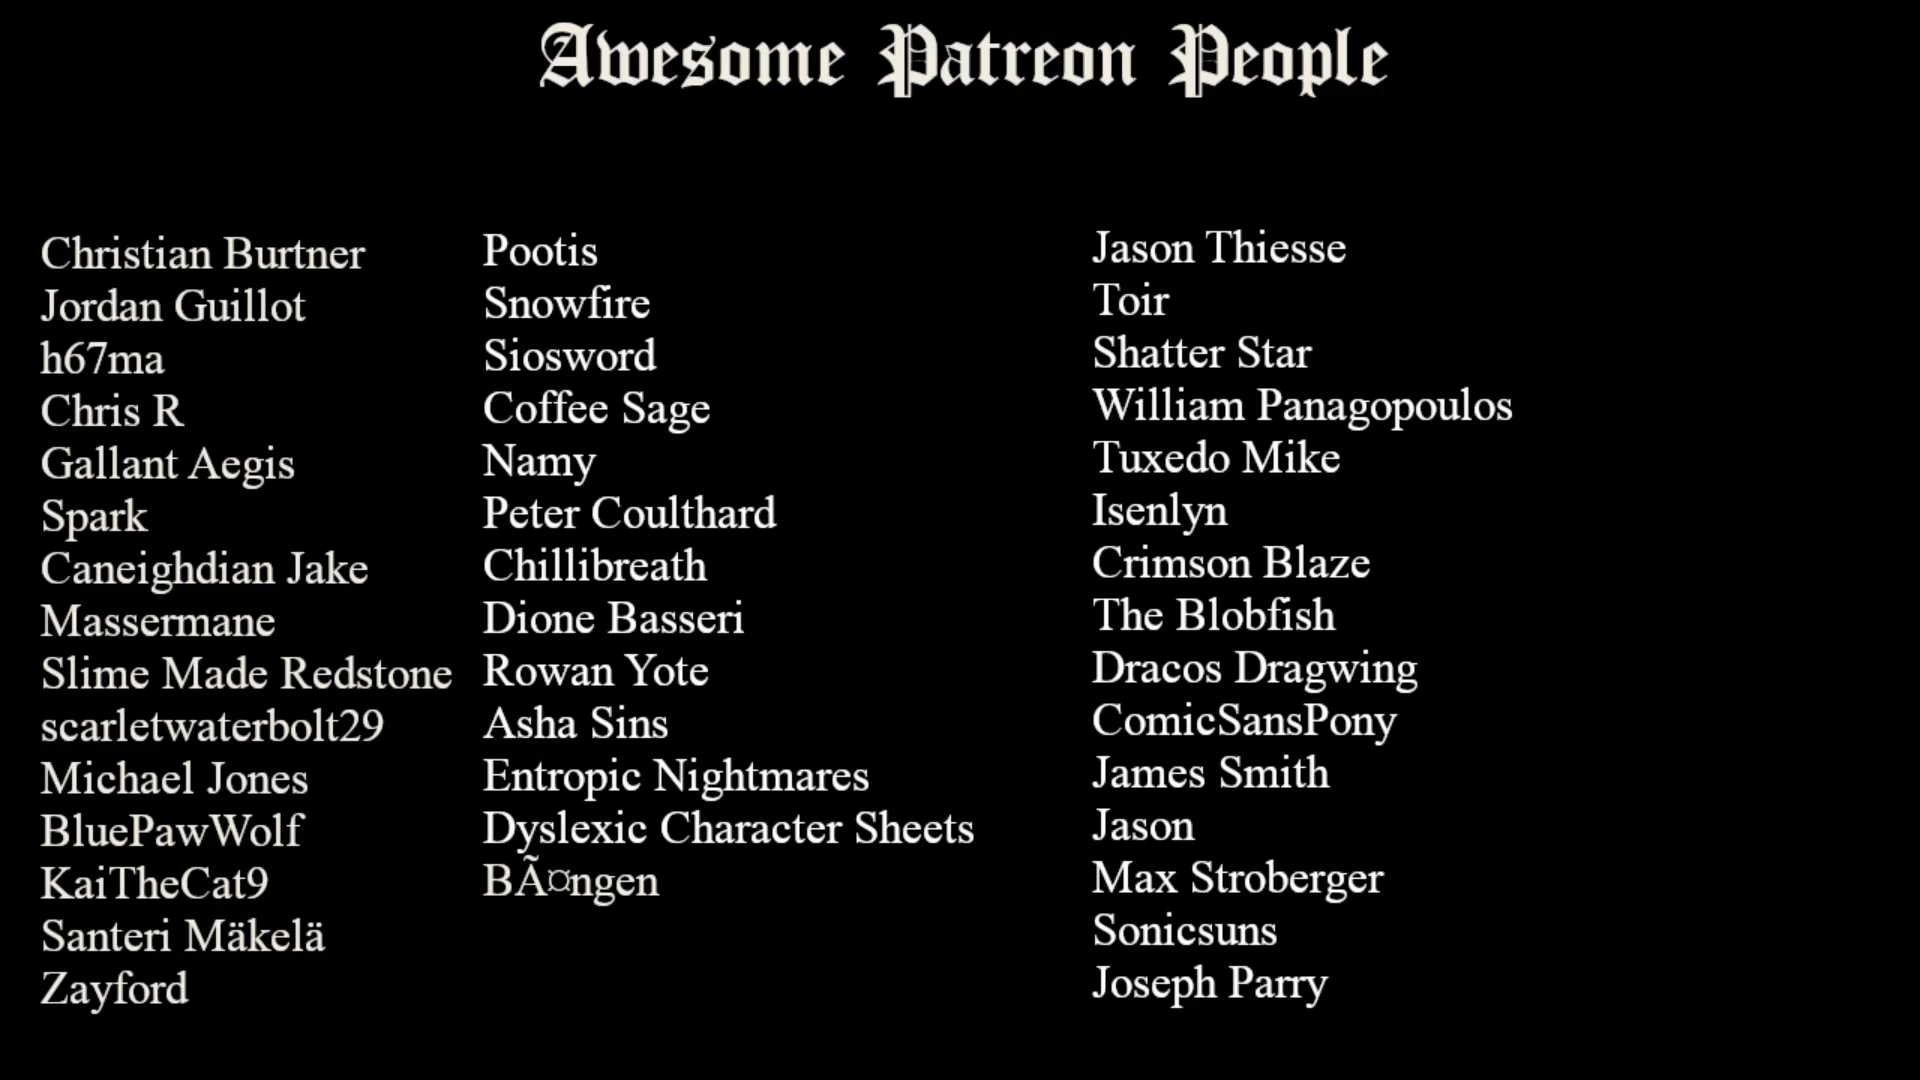 Awesome Patreon People
Christian Burtner
Jordan Guillot
h67ma
Chris R
Gallant Aegis
Spark
Caneighdian Jake
Massermane
Slime Made Redstone
scarletwaterbolt29
Michael Jones
BluePawWolf
KaiTheCat9
Santeri Mäkelä
Zayford
Pootis
Snowfire
Siosword
Coffee Sage
Namy
Peter Coulthard
Chillibreath
Dione Basseri
Rowan Yote
Asha Sins
Entropic Nightmares
Dyslexic Character Sheets
BÃ¤ngen
Jason Thiesse
Toir
Shatter Star
William Panagopoulos
Tuxedo Mike
Isenlyn
Crimson Blaze
The Blobfish
Dracos Dragwing
ComicSansPony
James Smith
Jason
Max Stroberger
Sonicsuns
Joseph Parry